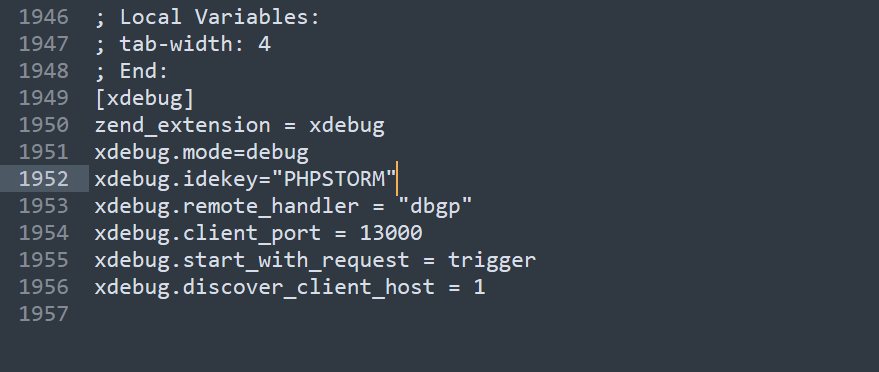 1946 ; Local Variables:
1947 ; tab-width: 4
1948 ; End:
1949 [xdebug]
1950 zend_extension = xdebug
1951 xdebug.mode=debug
1952 xdebug.idekey="PHPSTORM"
1953 xdebug.remote_handler = "dbgp"
1954 xdebug.client_port = 13000
1955 xdebug.start_with_request = trigger
1956 xdebug.discover_client_host = 1
1957